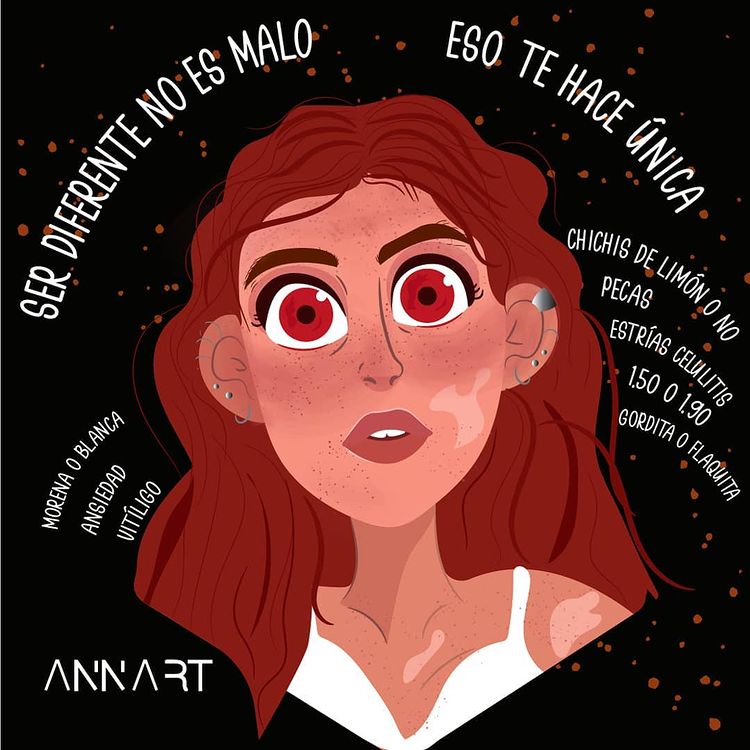 SER DIFERENTE NO ES MALO
ESO TE HACE ÚNICA
CHICHIS DE LIMÓN O NO
PECAS
ESTRÍAS CELULITIS
1.50 O 1.90
GORDITA O FLAQUITA
MORENA O BLANCA
ANSIEDAD
VITÍLIGO
ANNART